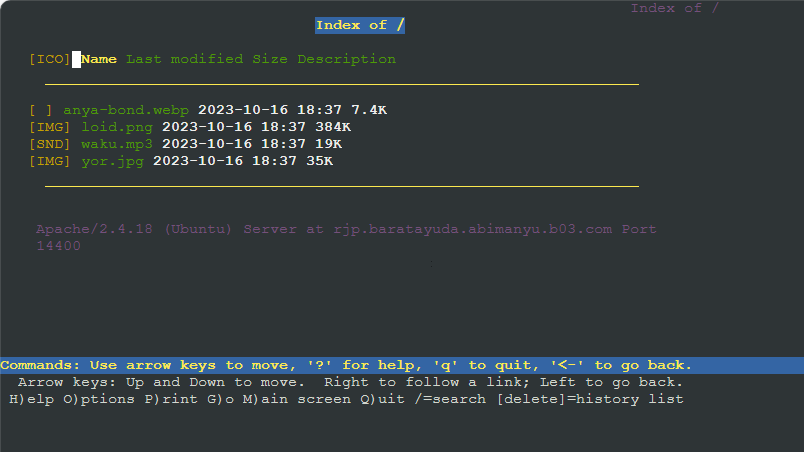 Index of /
Index of /
[ICO] Name Last modified Size Description
[ ] anya-bond.webp 2023-10-16 18:37 7.4K
[IMG] loid.png 2023-10-16 18:37 384K
[SND] waku.mp3 2023-10-16 18:37 19K
[IMG] yor.jpg 2023-10-16 18:37 35K
Apache/2.4.18 (Ubuntu) Server at rjp.baratayuda.abimanyu.b03.com Port
14400
Commands: Use arrow keys to move, '?' for help, 'q' to quit, '<-' to go back.
Arrow keys: Up and Down to move. Right to follow a link; Left to go back.
H)elp O)ptions P)rint G)o M)ain screen Q)uit /=search [delete]=history list